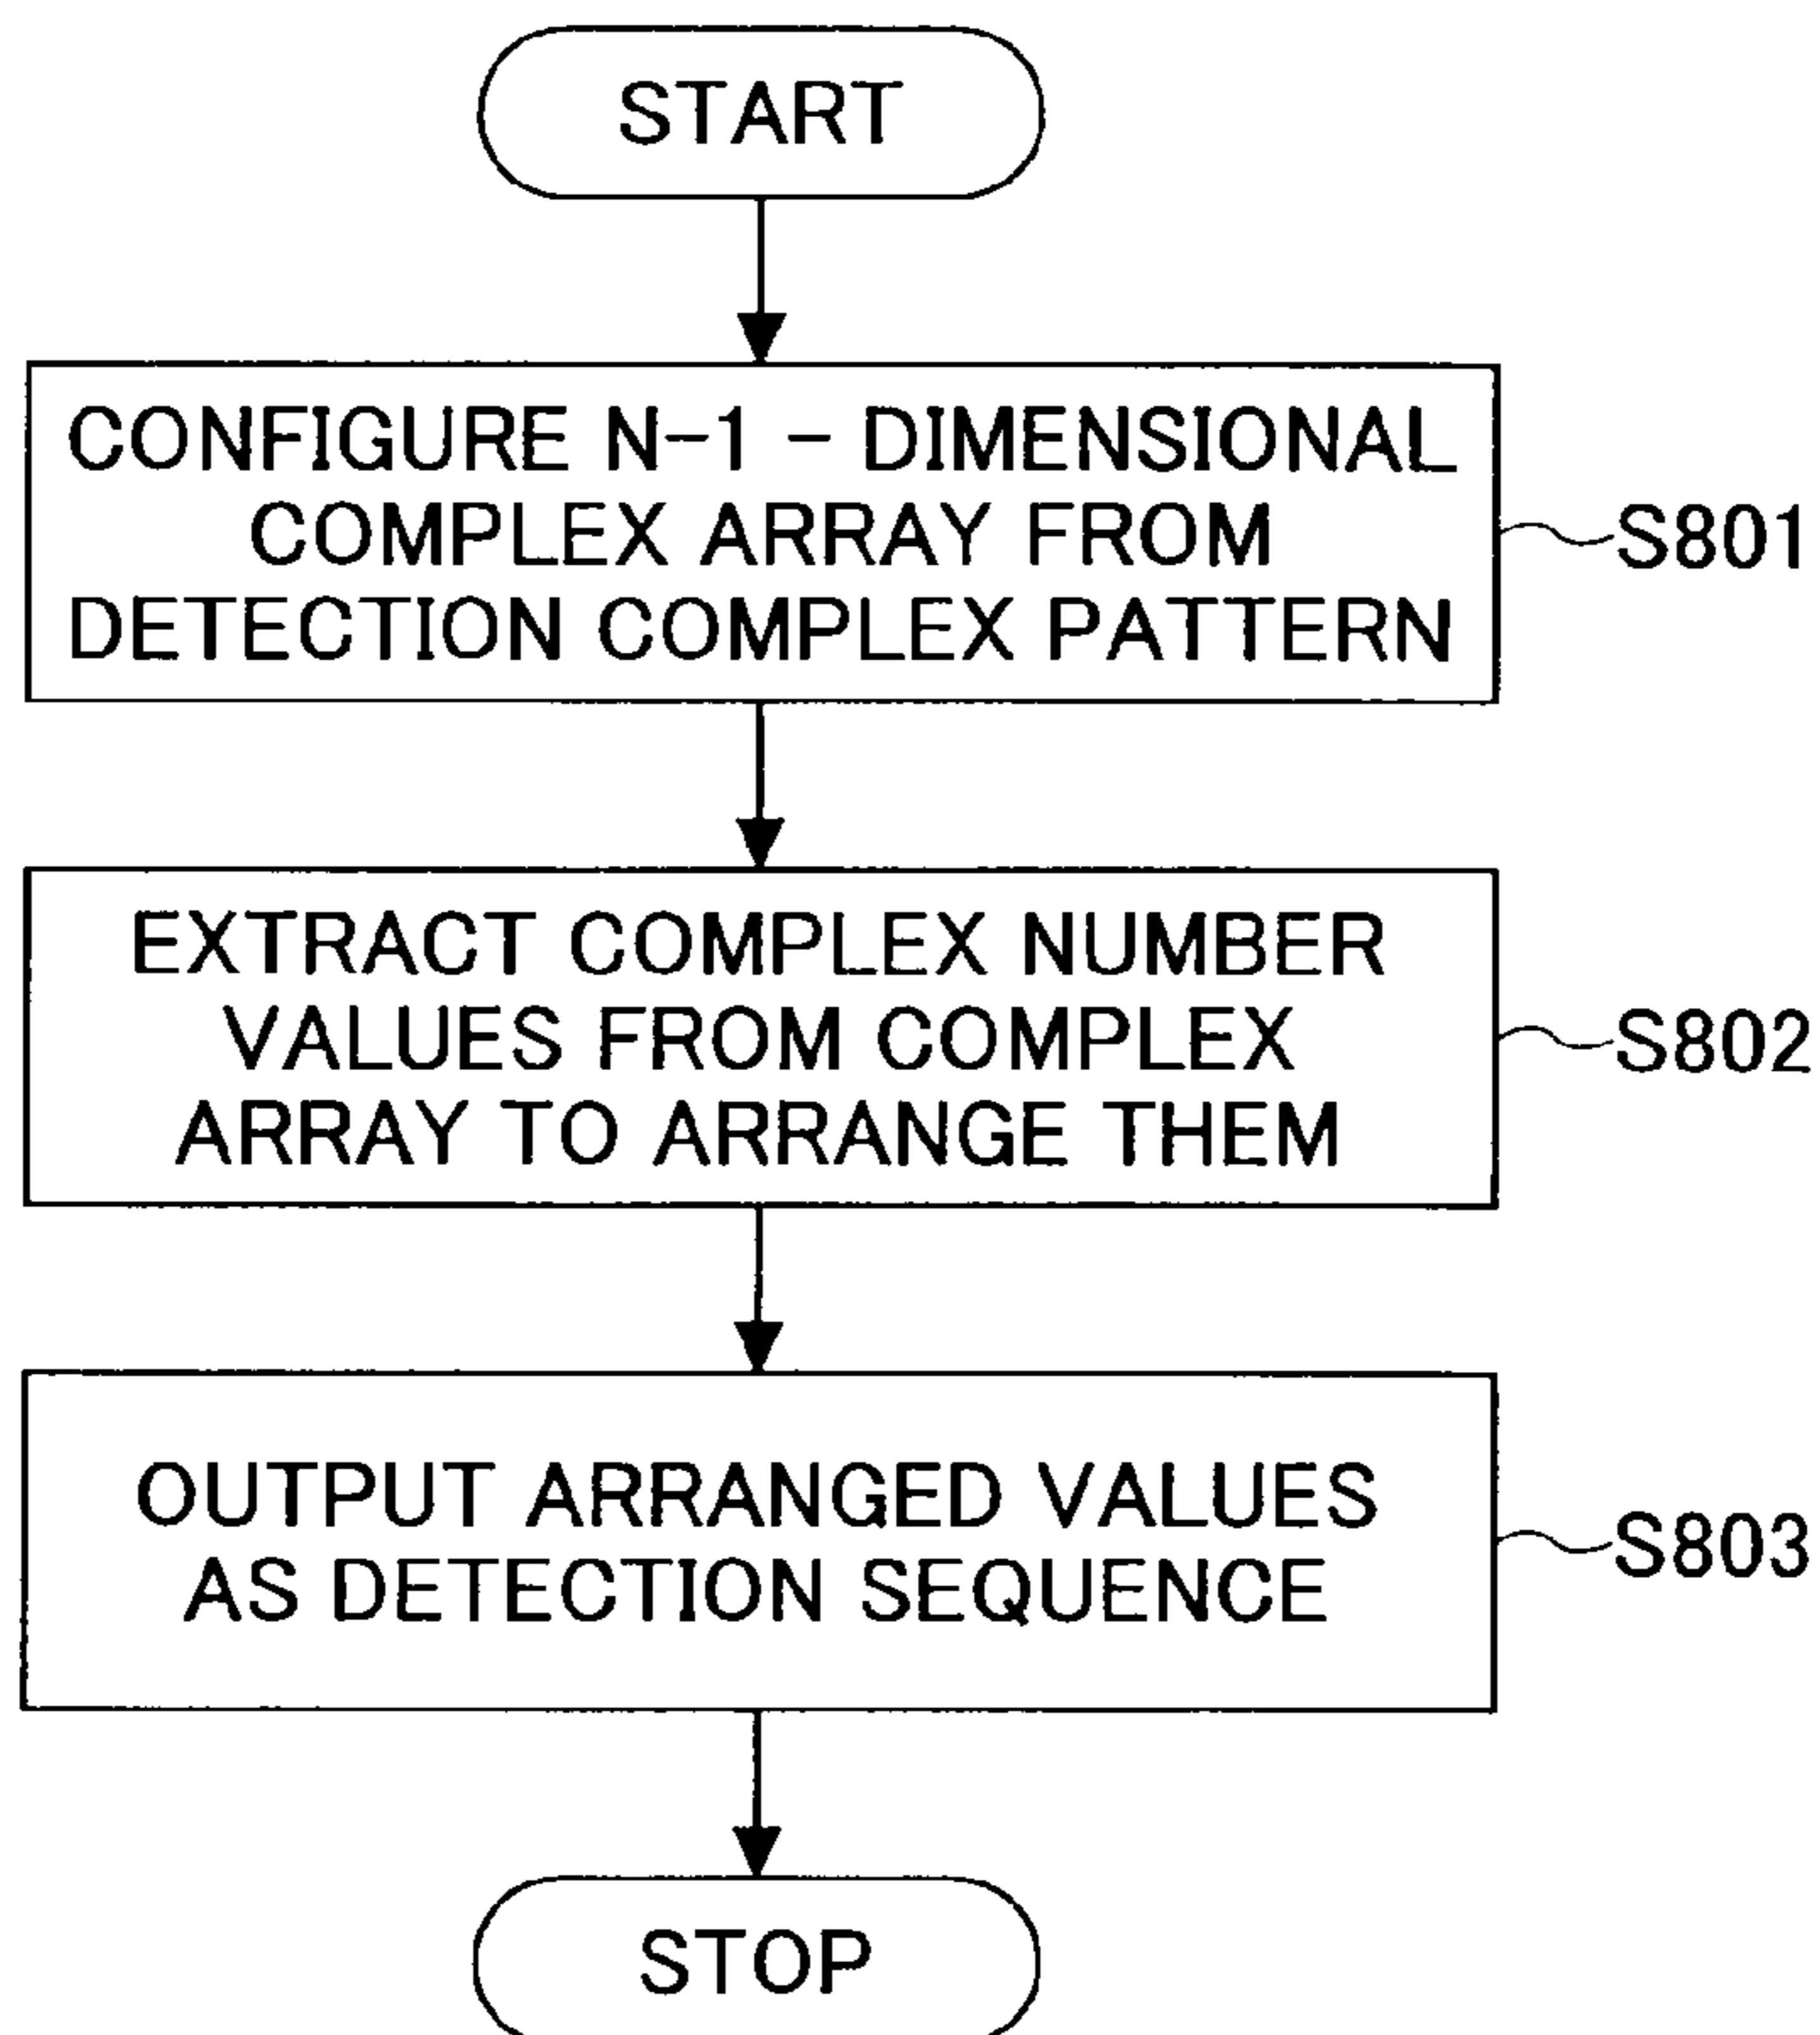 START
CONFIGURE N-1 - DIMENSIONAL
COMPLEX ARRAY FROM
DETECTION COMPLEX PATTERN
S801
EXTRACT COMPLEX NUMBER
VALUES FROM COMPLEX
ARRAY TO ARRANGE THEM
S802
OUTPUT ARRANGED VALUES
AS DETECTION SEQUENCE
S803
STOP